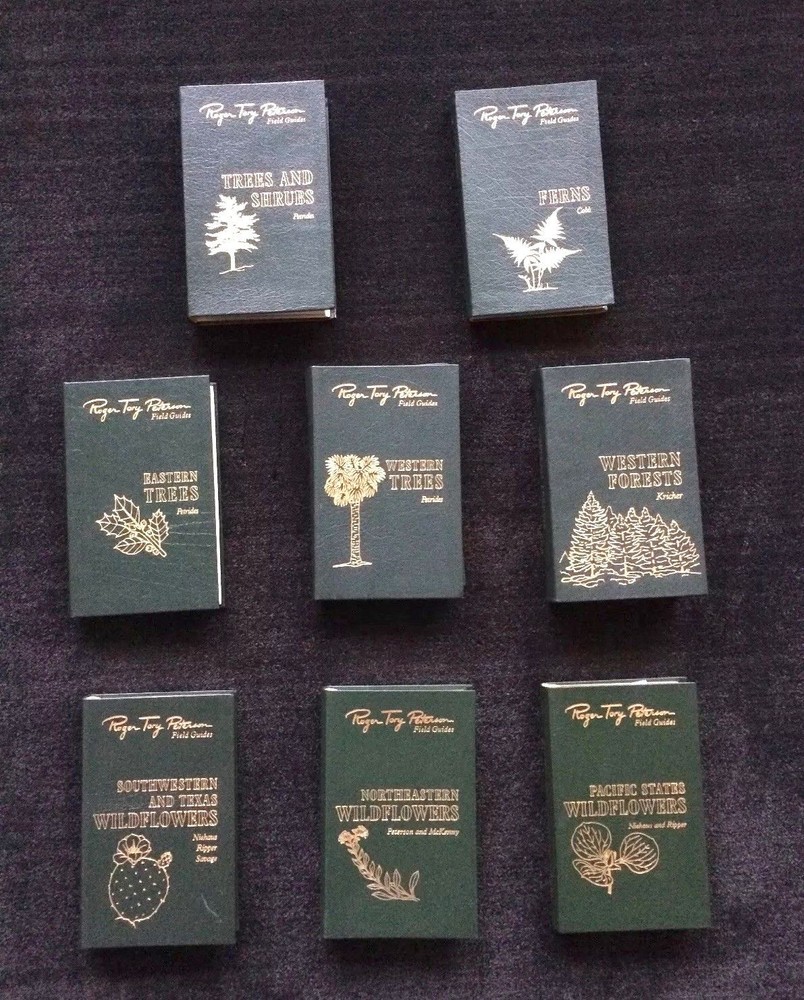 Roger Tory Peterson
Field Guides
TREES AND
SHRUBS
Petrides
Roger Tory Peterson
Field Guides
FERNS
Cobb
Roger Tory Peterson
Field Guides
EASTERN
TREES
Petrides
Roger Tory Peterson
Field Guides
WESTERN
TREES
Petrides
Roger Tory Peterson
Field Guides
WESTERN
FORESTS
Kricher
Roger Tory Peterson
Field Guides
SOUTHWESTERN
AND TEXAS
WILDFLOWERS
Niehaus
Ripper
Savage
Roger Tory Peterson
Field Guides
NORTHEASTERN
WILDFLOWERS
Peterson and McKenny
Roger Tory Peterson
Field Guides
PACIFIC STATES
WILDFLOWERS
Niehaus and Ripper